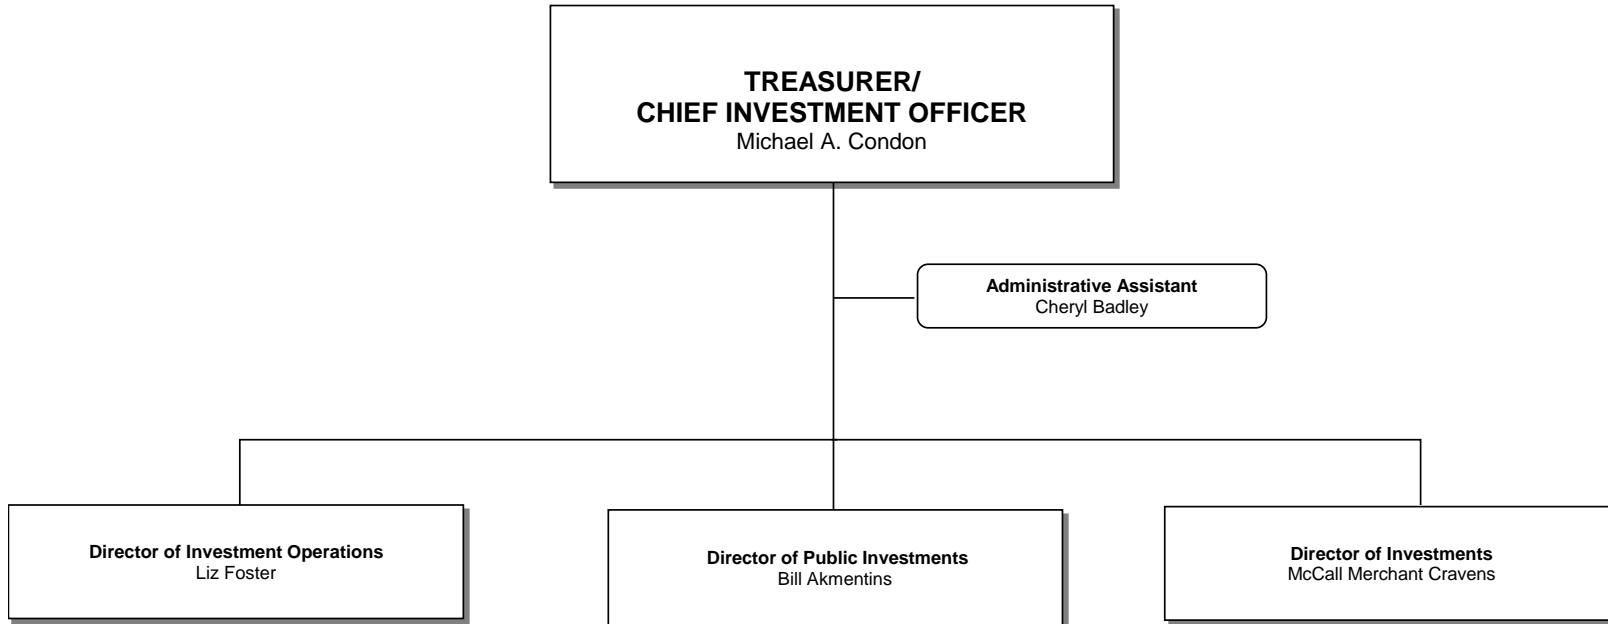 TREASURER/
CHIEF INVESTMENT OFFICER
Michael A. Condon
Administrative Assistant
Cheryl Badley
Director of Investment Operations
Liz Foster
Director of Public Investments
Bill Akmentins
Director of Investments
McCall Merchant Cravens